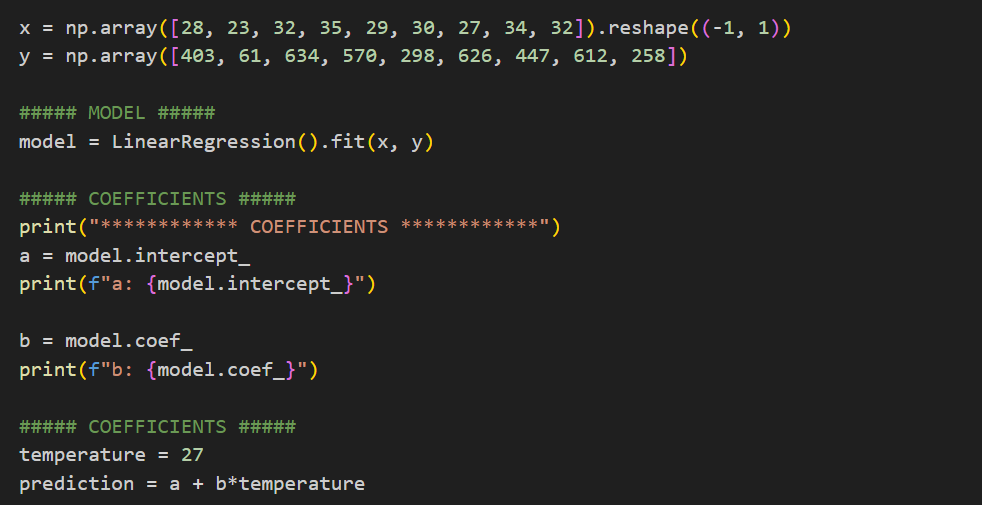 x = np.array([28, 23, 32, 35, 29, 30, 27, 34, 32]).reshape((-1, 1))
y = np.array([403, 61, 634, 570, 298, 626, 447, 612, 258])
##### MODEL #####
model = LinearRegression().fit(x, y)
##### COEFFICIENTS #####
print("************ COEFFICIENTS ************")
a = model.intercept_
print(f"a: {model.intercept_}")
b = model.coef_
print(f"b: {model.coef_}")
##### COEFFICIENTS #####
temperature = 27
prediction = a + b*temperature